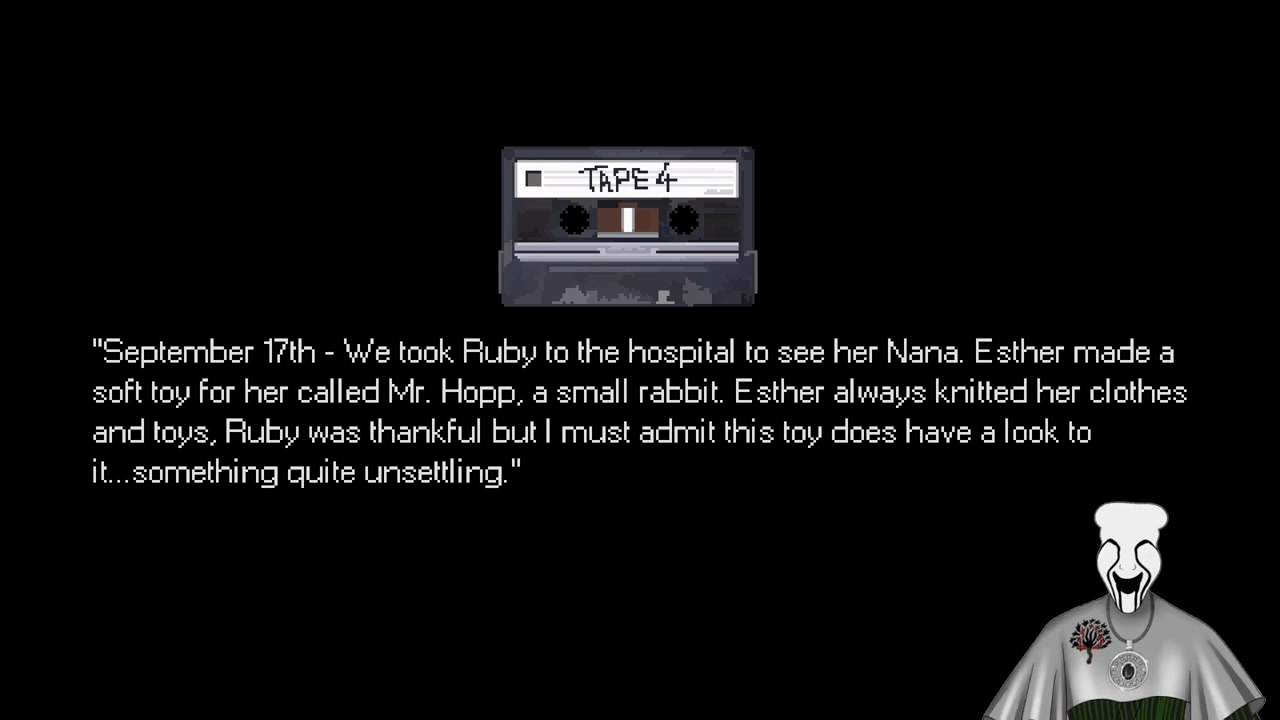 TAPE 4
"September 17th - We took Ruby to the hospital to see her Nana. Esther made a
soft toy for her called Mr. Hopp, a small rabbit. Esther always knitted her clothes
and toys, Ruby was thankful but I must admit this toy does have a look to
it...something quite unsettling."